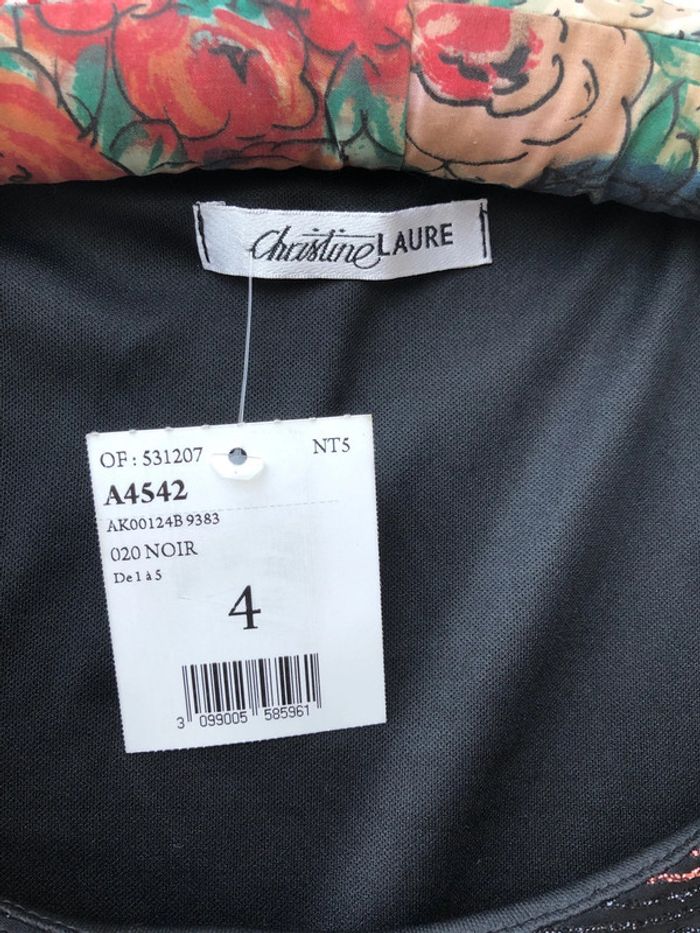 Christine LAURE
OF : 531207 NT5
A4542
AK00124B 9383
020 NOIR
De 1 à 5
4
3 099005 585961